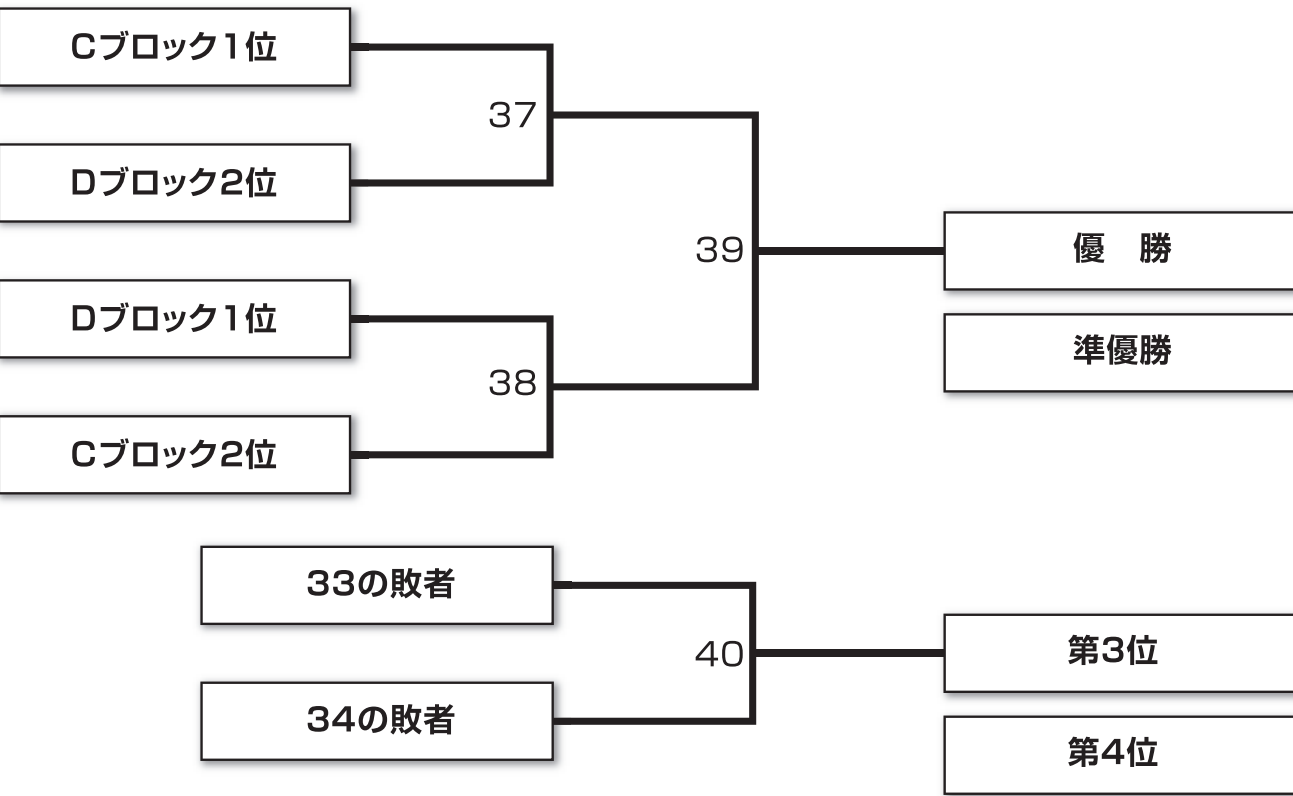 Cブロック1位
37
Dブロック2位
39
優　勝
準優勝
Dブロック1位
38
Cブロック2位
33の敗者
40
34の敗者
第3位
第4位